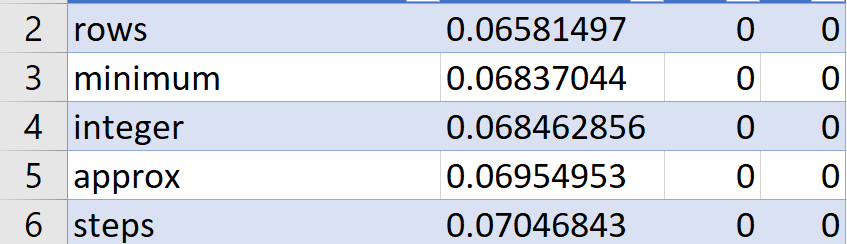 2 rows 0.06581497 0 0
3 minimum 0.06837044 0 0
4 integer 0.068462856 0 0
5 approx 0.06954953 0 0
6 steps 0.07046843 0 0